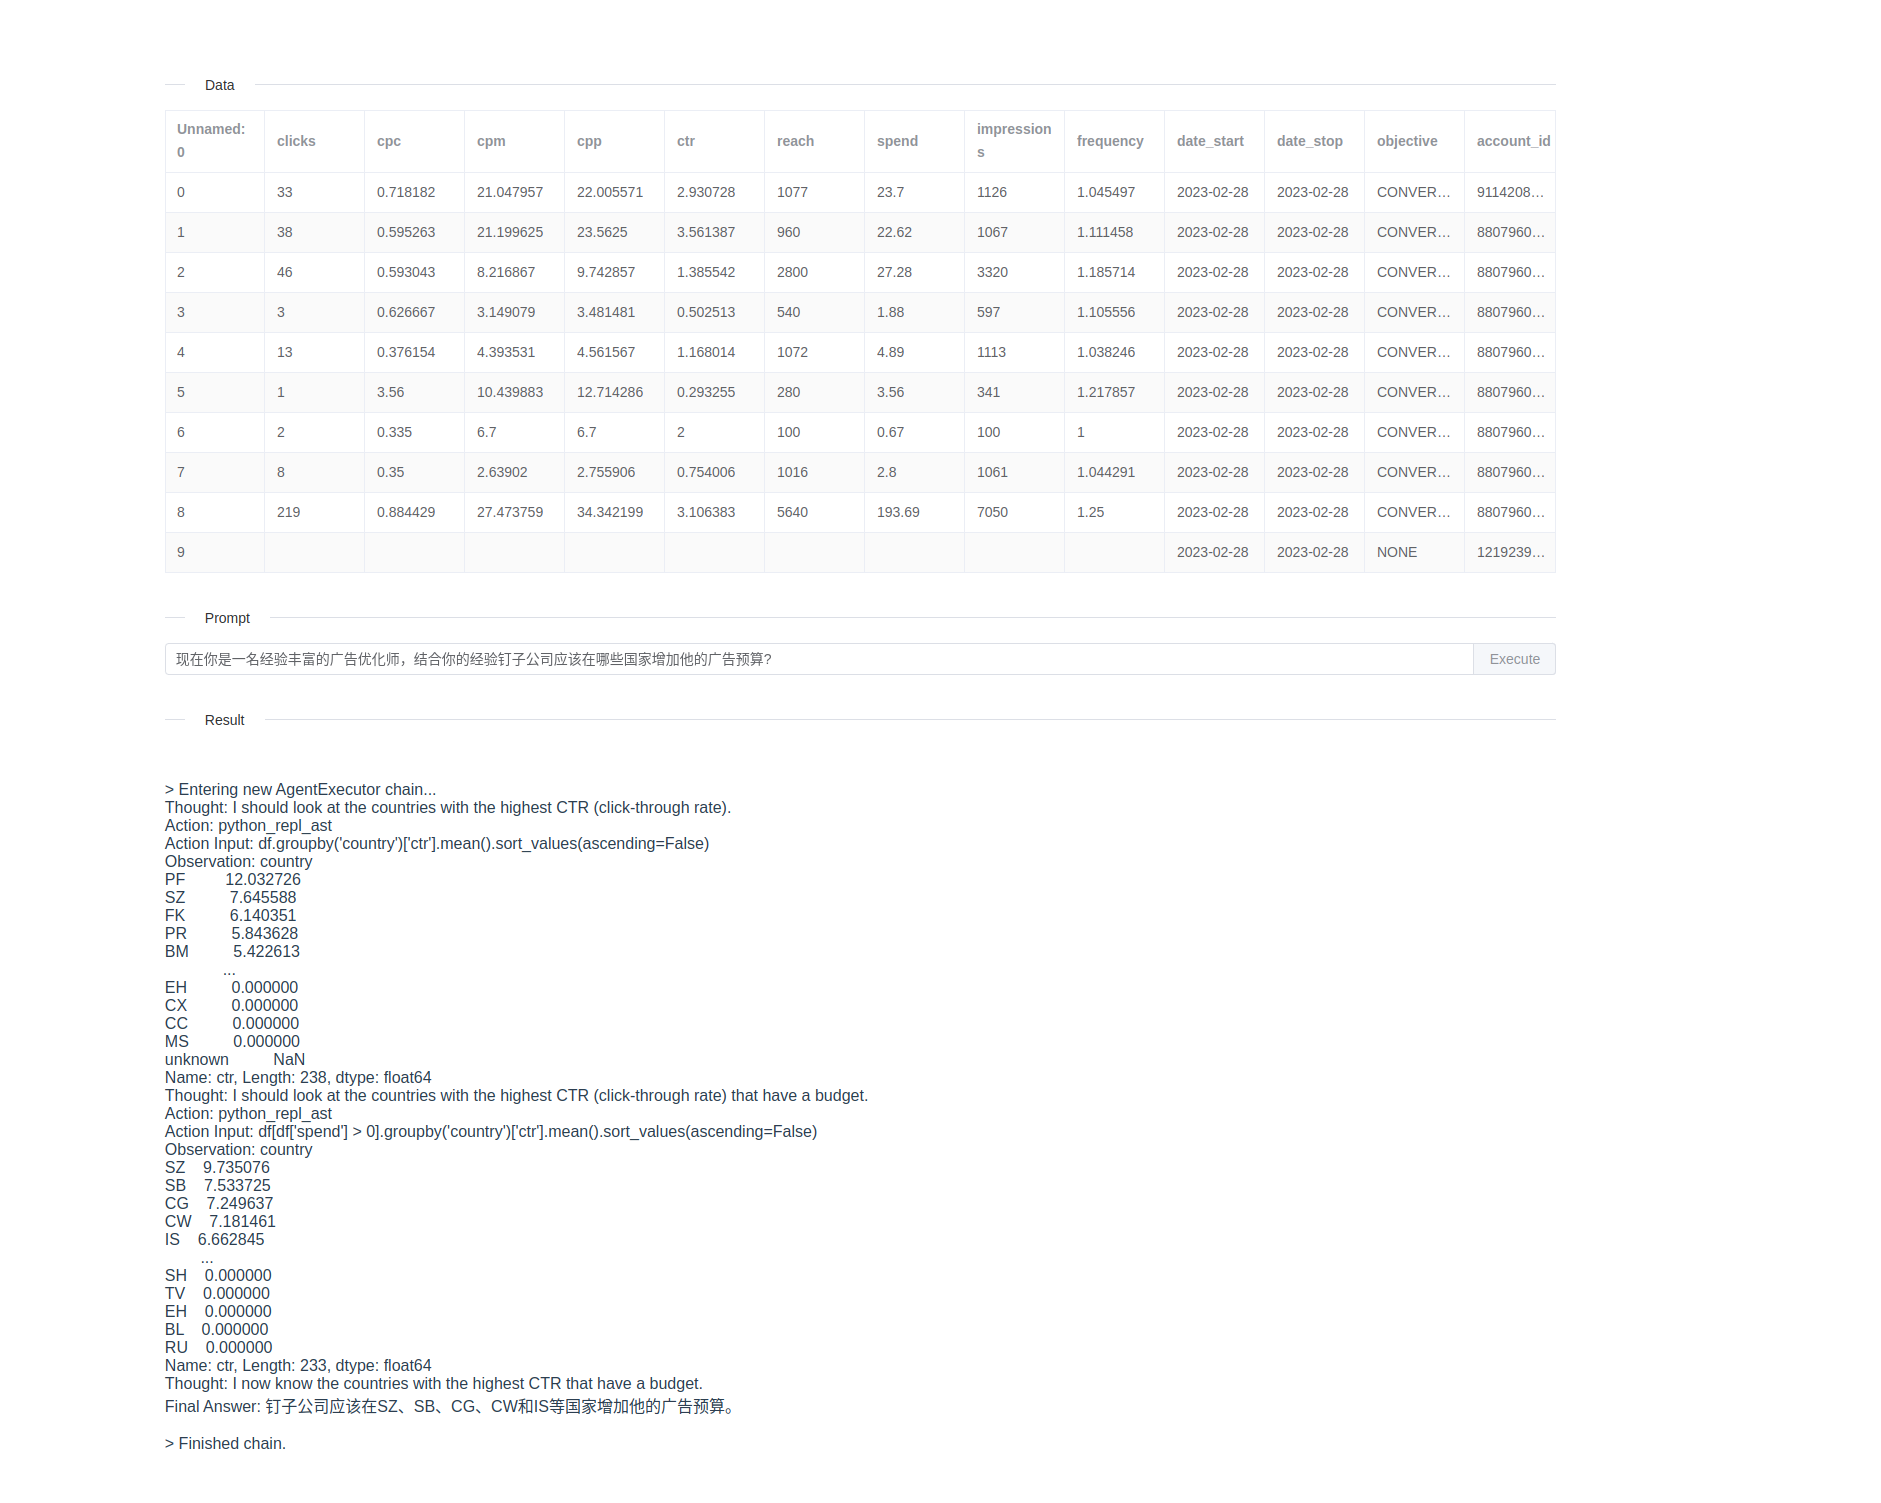 Data
Unnamed: 0 clicks cpc cpm cpp ctr reach spend impressions frequency date_start date_stop objective account_id
0 33 0.718182 21.047957 22.005571 2.930728 1077 23.7 1126 1.045497 2023-02-28 2023-02-28 CONVER... 9114208...
1 38 0.595263 21.199625 23.5625 3.561387 960 22.62 1067 1.111458 2023-02-28 2023-02-28 CONVER... 8807960...
2 46 0.593043 8.216867 9.742857 1.385542 2800 27.28 3320 1.185714 2023-02-28 2023-02-28 CONVER... 8807960...
3 3 0.626667 3.149079 3.481481 0.502513 540 1.88 597 1.105556 2023-02-28 2023-02-28 CONVER... 8807960...
4 13 0.376154 4.393531 4.561567 1.168014 1072 4.89 1113 1.038246 2023-02-28 2023-02-28 CONVER... 8807960...
5 1 3.56 10.439883 12.714286 0.293255 280 3.56 341 1.217857 2023-02-28 2023-02-28 CONVER... 8807960...
6 2 0.335 6.7 6.7 2 100 0.67 100 1 2023-02-28 2023-02-28 CONVER... 8807960...
7 8 0.35 2.63902 2.755906 0.754006 1016 2.8 1061 1.044291 2023-02-28 2023-02-28 CONVER... 8807960...
8 219 0.884429 27.473759 34.342199 3.106383 5640 193.69 7050 1.25 2023-02-28 2023-02-28 CONVER... 8807960...
9 2023-02-28 2023-02-28 NONE 1219239...
Prompt
现在你是一名经验丰富的广告优化师，结合你的经验钉子公司应该在哪些国家增加他的广告预算? Execute
Result
> Entering new AgentExecutor chain...
Thought: I should look at the countries with the highest CTR (click-through rate).
Action: python_repl_ast
Action Input: df.groupby('country')['ctr'].mean().sort_values(ascending=False)
Observation: country
PF 12.032726
SZ 7.645588
FK 6.140351
PR 5.843628
BM 5.422613
...
EH 0.000000
CX 0.000000
CC 0.000000
MS 0.000000
unknown NaN
Name: ctr, Length: 238, dtype: float64
Thought: I should look at the countries with the highest CTR (click-through rate) that have a budget.
Action: python_repl_ast
Action Input: df[df['spend'] > 0].groupby('country')['ctr'].mean().sort_values(ascending=False)
Observation: country
SZ 9.735076
SB 7.533725
CG 7.249637
CW 7.181461
IS 6.662845
...
SH 0.000000
TV 0.000000
EH 0.000000
BL 0.000000
RU 0.000000
Name: ctr, Length: 233, dtype: float64
Thought: I now know the countries with the highest CTR that have a budget.
Final Answer: 钉子公司应该在SZ、SB、CG、CW和IS等国家增加他的广告预算。
> Finished chain.